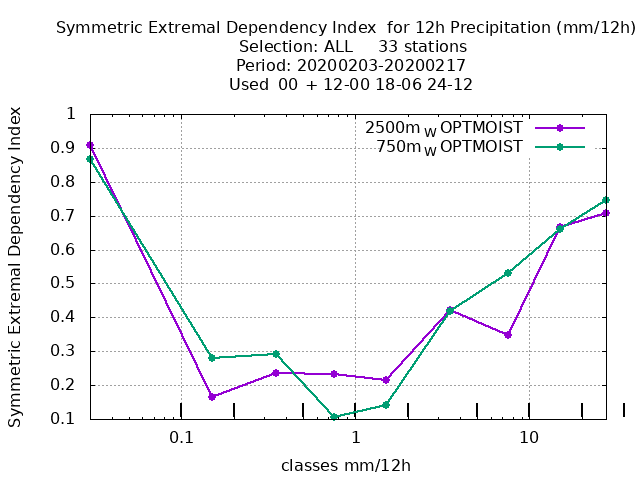 Symmetric Extremal Dependency Index  for 12h Precipitation (mm/12h)
Selection: ALL     33 stations
Period: 20200203-20200217
Used  00  + 12-00 18-06 24-12
Symmetric Extremal Dependency Index
1
0.9
0.8
0.7
0.6
0.5
0.4
0.3
0.2
0.1
2500m W OPTMOIST
750m W OPTMOIST
0.1
1
10
classes mm/12h